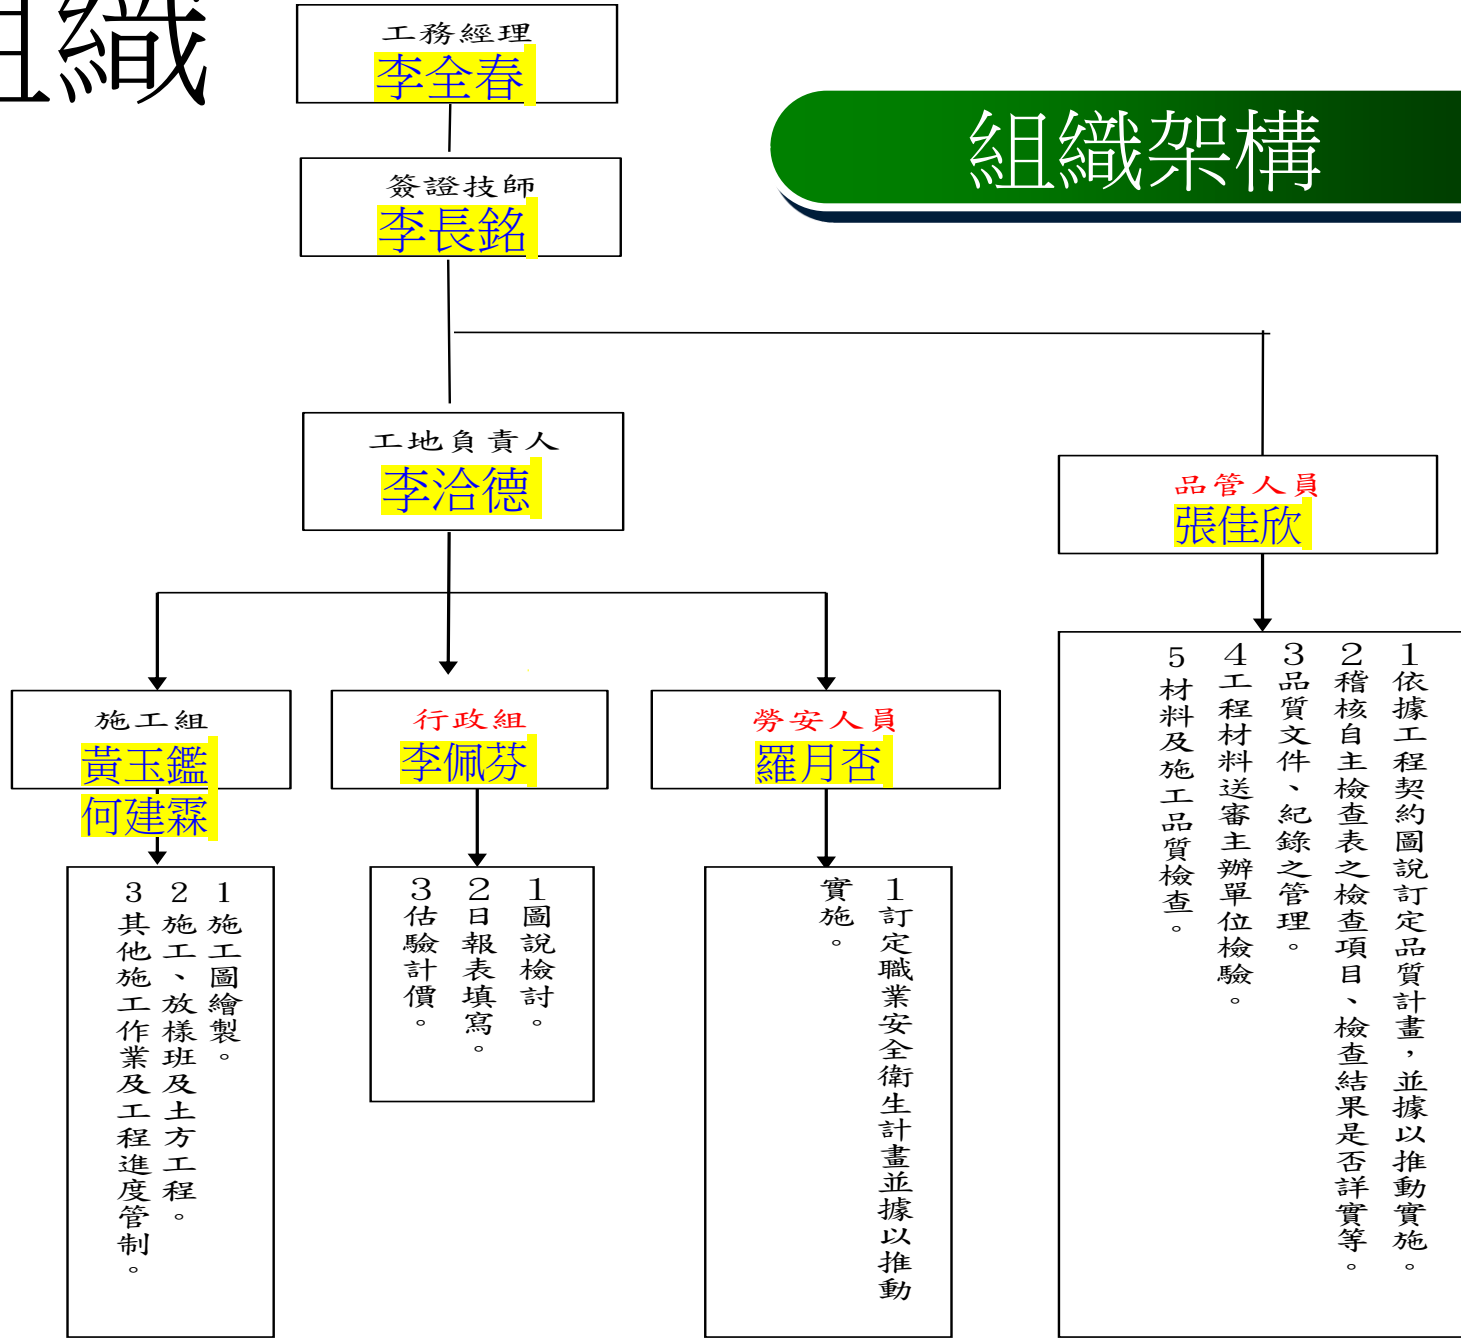 組織
工務經理
李全春
組織架構
簽證技師
李長銘
工地負責人
李治德
品管人員
張佳欣
施工組
黃玉鑑
何建霖
行政組
李佩芬
勞安人員
羅月杏
1施工圖繪製。
2施工、放樣班及土方工程。
3其他施工作業及工程進度管制。
1圖說檢討。
2日報表填寫。
3估驗計價。
1訂定職業安全衛生計畫並據以推動
實施。
1依據工程契約圖說訂定品質計畫，並據以推動實施。
2稽核自主檢查表之檢查項目、檢查結果是否詳實等。
3品質文件、紀錄之管理。
4工程材料送審主辦單位檢驗。
5材料及施工品質檢查。